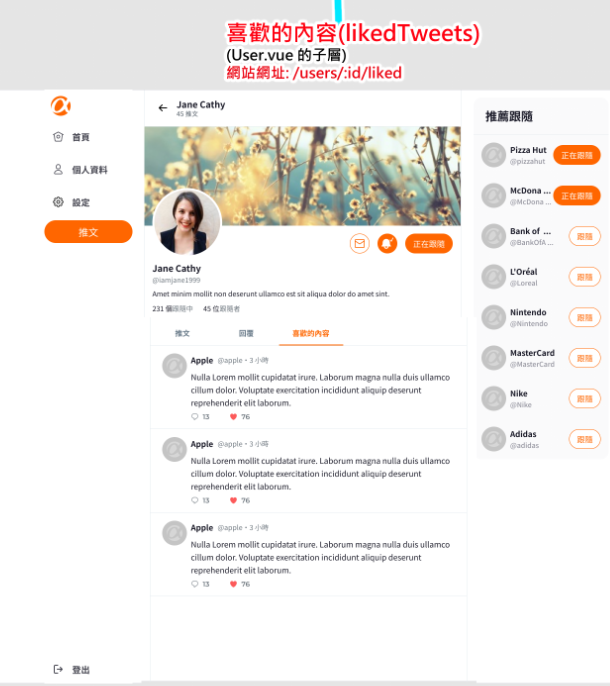 喜歡的內容(likedTweets)
(User.vue 的子層)
網站網址: /users/:id/liked
首頁
個人資料
設定
推文
登出
Jane Cathy
45 推文
正在跟隨
Jane Cathy
@iamjane1999
Amet minim mollit non deserunt ullamco est sit aliqua dolor do amet sint.
231 個跟隨中 45 位跟隨者
推文 回覆 喜歡的內容
Apple @apple・3 小時
Nulla Lorem mollit cupidatat irure. Laborum magna nulla duis ullamco
cillum dolor. Voluptate exercitation incididunt aliquip deserunt
reprehenderit elit laborum.
13 76
Apple @apple・3 小時
Nulla Lorem mollit cupidatat irure. Laborum magna nulla duis ullamco
cillum dolor. Voluptate exercitation incididunt aliquip deserunt
reprehenderit elit laborum.
13 76
Apple @apple・3 小時
Nulla Lorem mollit cupidatat irure. Laborum magna nulla duis ullamco
cillum dolor. Voluptate exercitation incididunt aliquip deserunt
reprehenderit elit laborum.
13 76
推薦跟隨
Pizza Hut
@pizzahut
正在跟隨
McDona ...
@McDona ...
正在跟隨
Bank of ...
@BankOfA ...
跟隨
L'Oréal
@Loreal
跟隨
Nintendo
@Nintendo
跟隨
MasterCard
@MasterCard
跟隨
Nike
@Nike
跟隨
Adidas
@adidas
跟隨